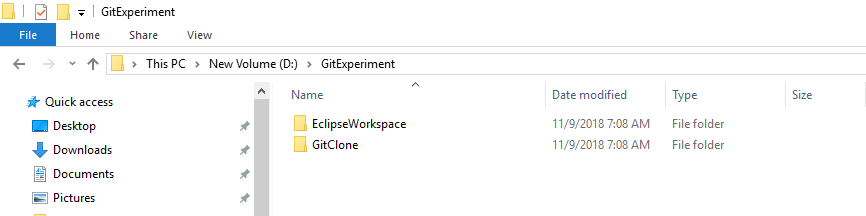 GitExperiment
File Home Share View
This PC New Volume (D:) GitExperiment
Quick access
Desktop
Downloads
Documents
Pictures
Name Date modified Type Size
EclipseWorkspace 11/9/2018 7:08 AM File folder
GitClone 11/9/2018 7:08 AM File folder